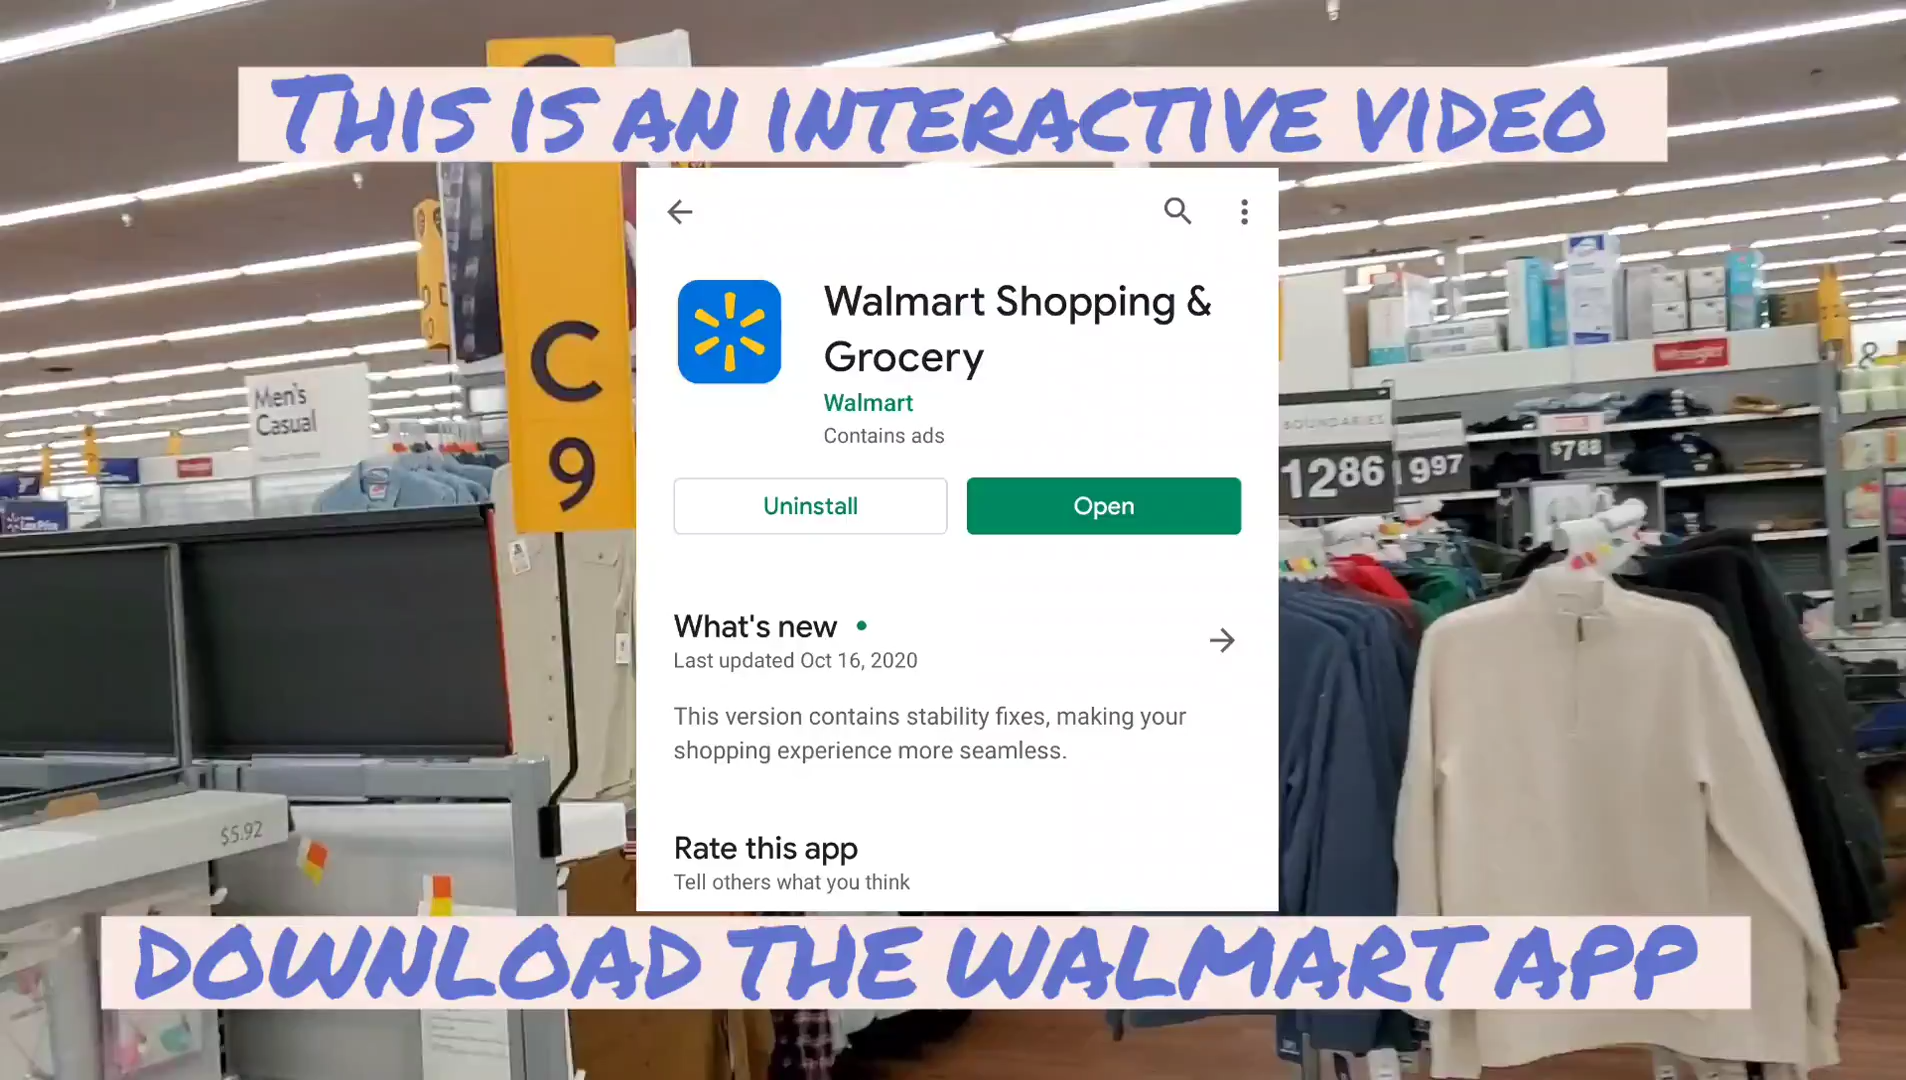 THIS IS AN INTERACTIVE VIDEO
Walmart Shopping &
Grocery
Walmart
Contains ads
Uninstall
Open
What's new
Last updated Oct 16, 2020
This version contains stability fixes, making your
shopping experience more seamless.
Rate this app
Tell others what you think
DOWNLOAD THE WALMART APP
C
9
Men's
Casual
$5.92
BOUNDARIES
1286
997
$788
Wrangler
&